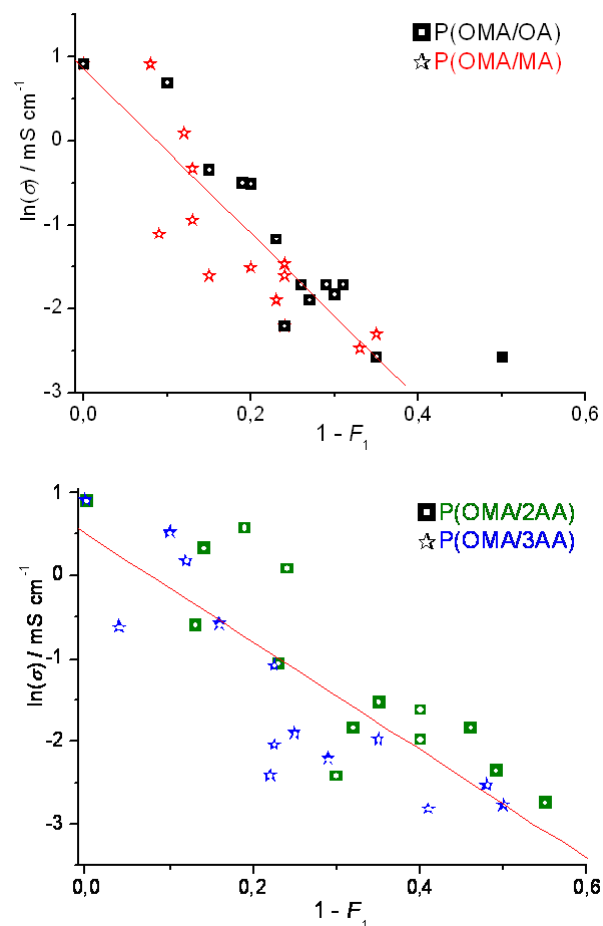 P(OMA/OA)
P(OMA/MA)
ln(σ) / mS cm⁻¹
1
0
-1
-2
-3
0,0
0,2
0,4
0,6
1 - F₁
P(OMA/2AA)
P(OMA/3AA)
ln(σ) / mS cm⁻¹
1
0
-1
-2
-3
0,0
0,2
0,4
0,6
1 - F₁